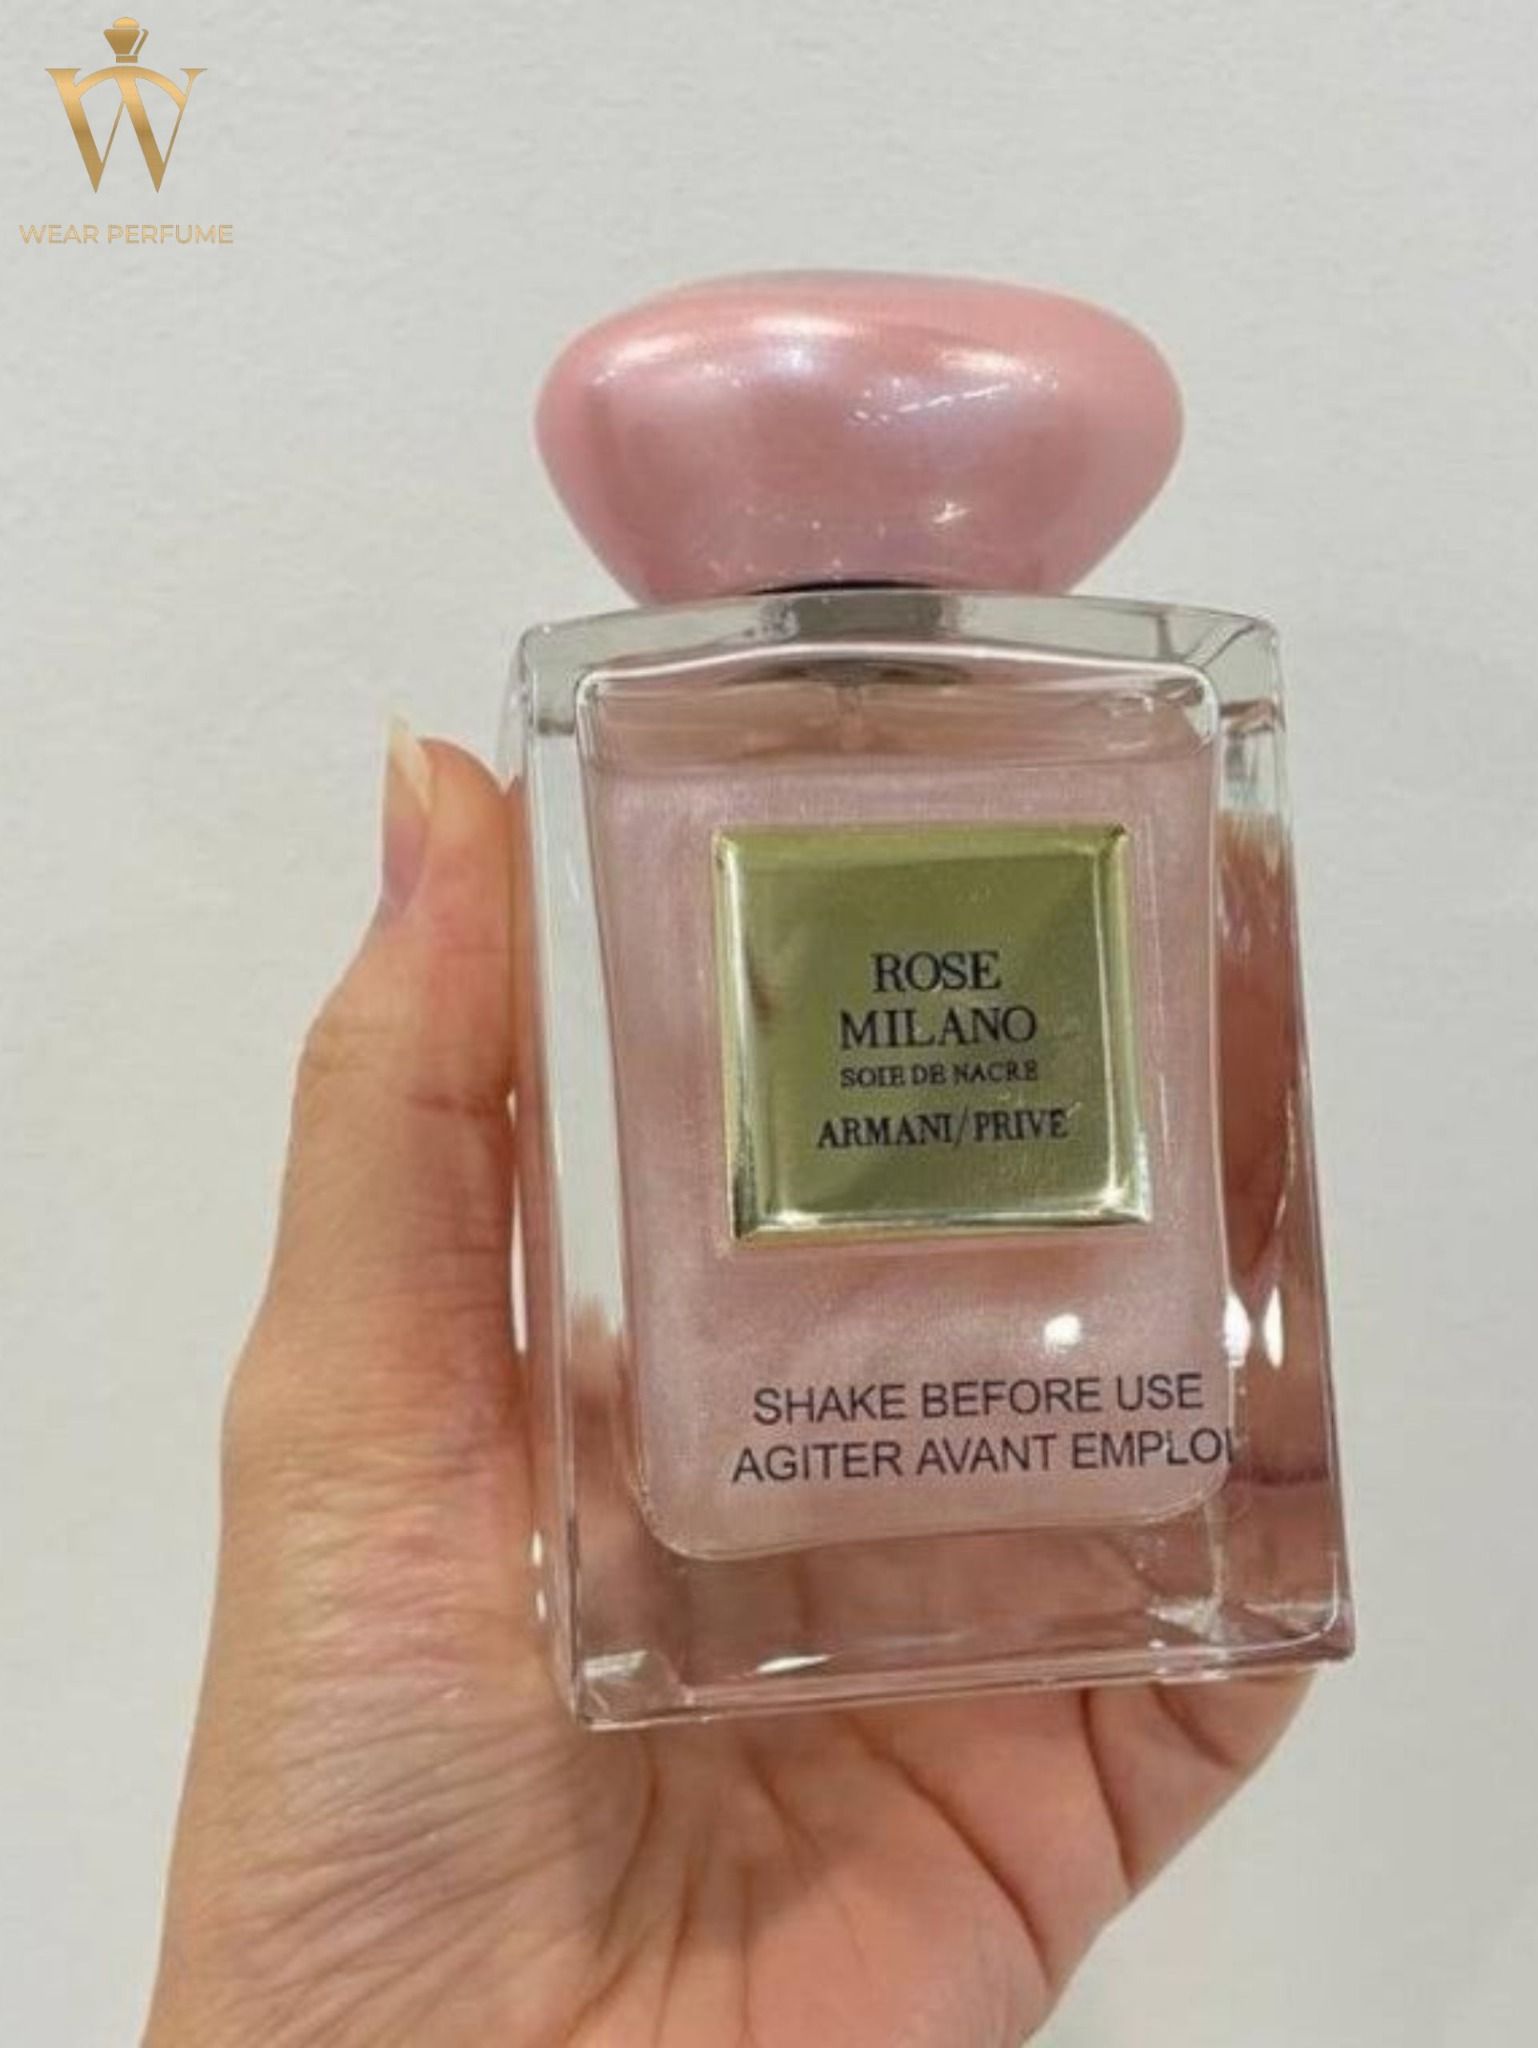 WEAR PERFUME
ROSE
MILANO
SOIE DE NACRE
ARMANI/PRIVE
SHAKE BEFORE USE
AGITER AVANT EMPLOI